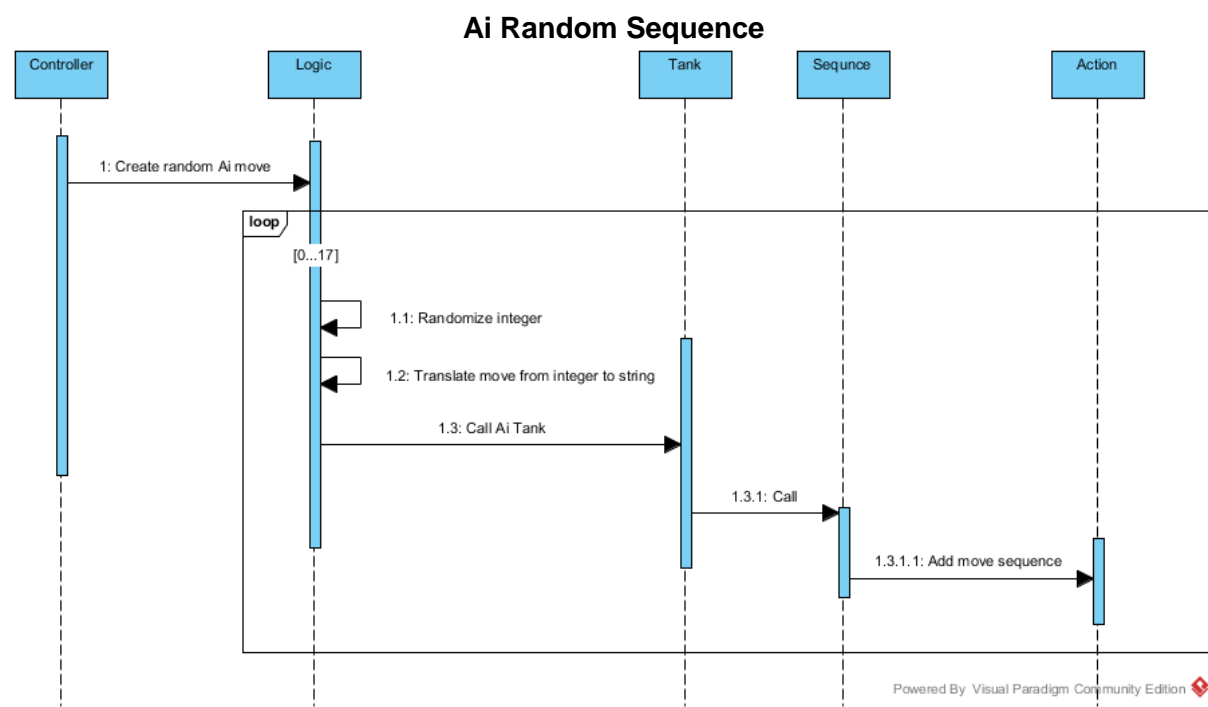 Ai Random Sequence
Controller
Logic
Tank
Sequnce
Action
1: Create random Ai move
loop
[0...17]
1.1: Randomize integer
1.2: Translate move from integer to string
1.3: Call Ai Tank
1.3.1: Call
1.3.1.1: Add move sequence
Powered By Visual Paradigm Community Edition